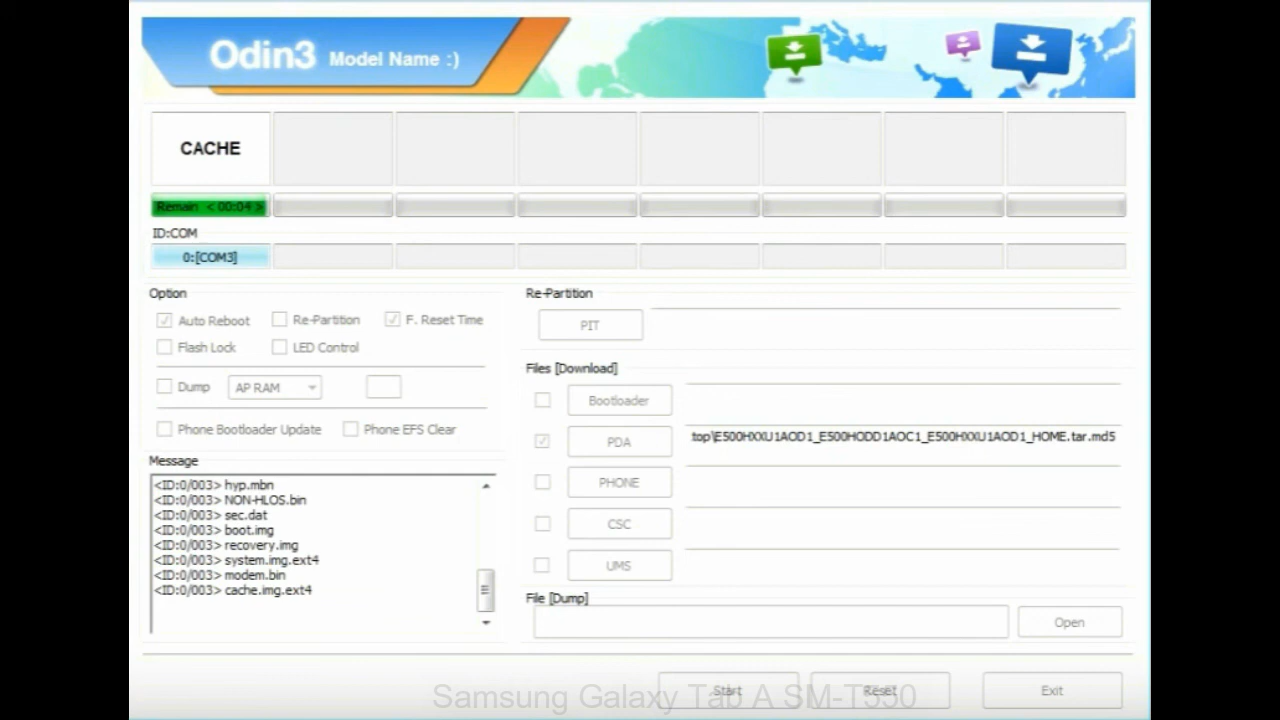 Odin3 Model Name :)
CACHE
Remain < 00:04 >
ID:COM
0:[COM3]
Option
Auto Reboot Re-Partition F. Reset Time
Flash Lock LED Control
Dump AP RAM
Phone Bootloader Update Phone EFS Clear
Message
<ID:0/003> hyp.mbn
<ID:0/003> NON-HLOS.bin
<ID:0/003> sec.dat
<ID:0/003> boot.img
<ID:0/003> recovery.img
<ID:0/003> system.img.ext4
<ID:0/003> modem.bin
<ID:0/003> cache.img.ext4
Re-Partition
PIT
Files [Download]
Bootloader
PDA top\E500HXXU1AOD1_E500HODD1AOC1_E500HXXU1AOD1_HOME.tar.md5
PHONE
CSC
UMS
File [Dump]
Open
Start Reset Exit
Samsung Galaxy Tab A SM-T550